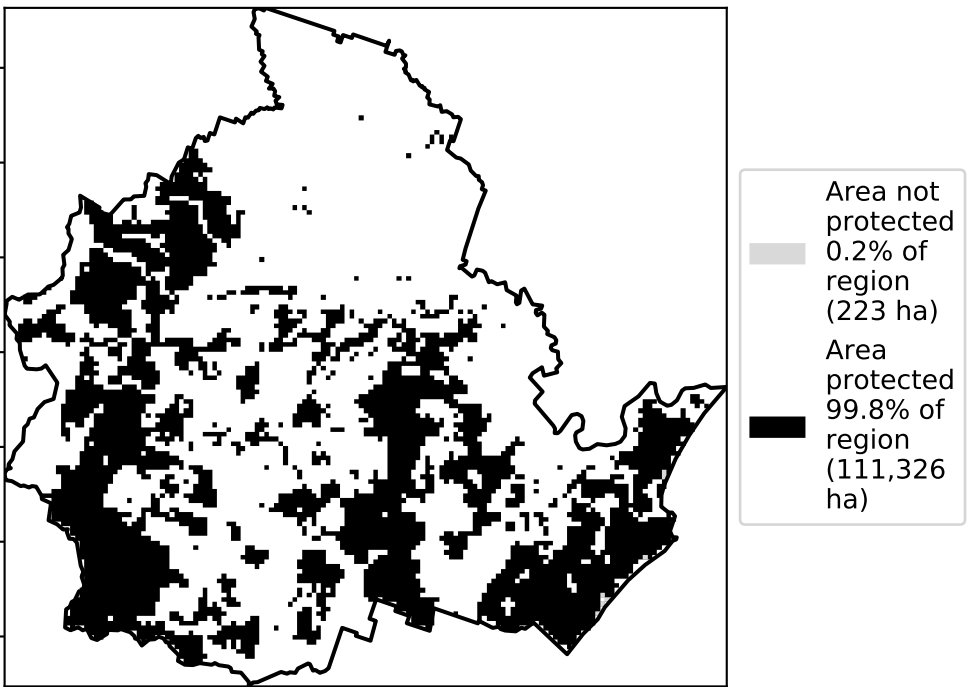 Area not
protected
0.2% of
region
(223 ha)
Area
protected
99.8% of
region
(111,326
ha)